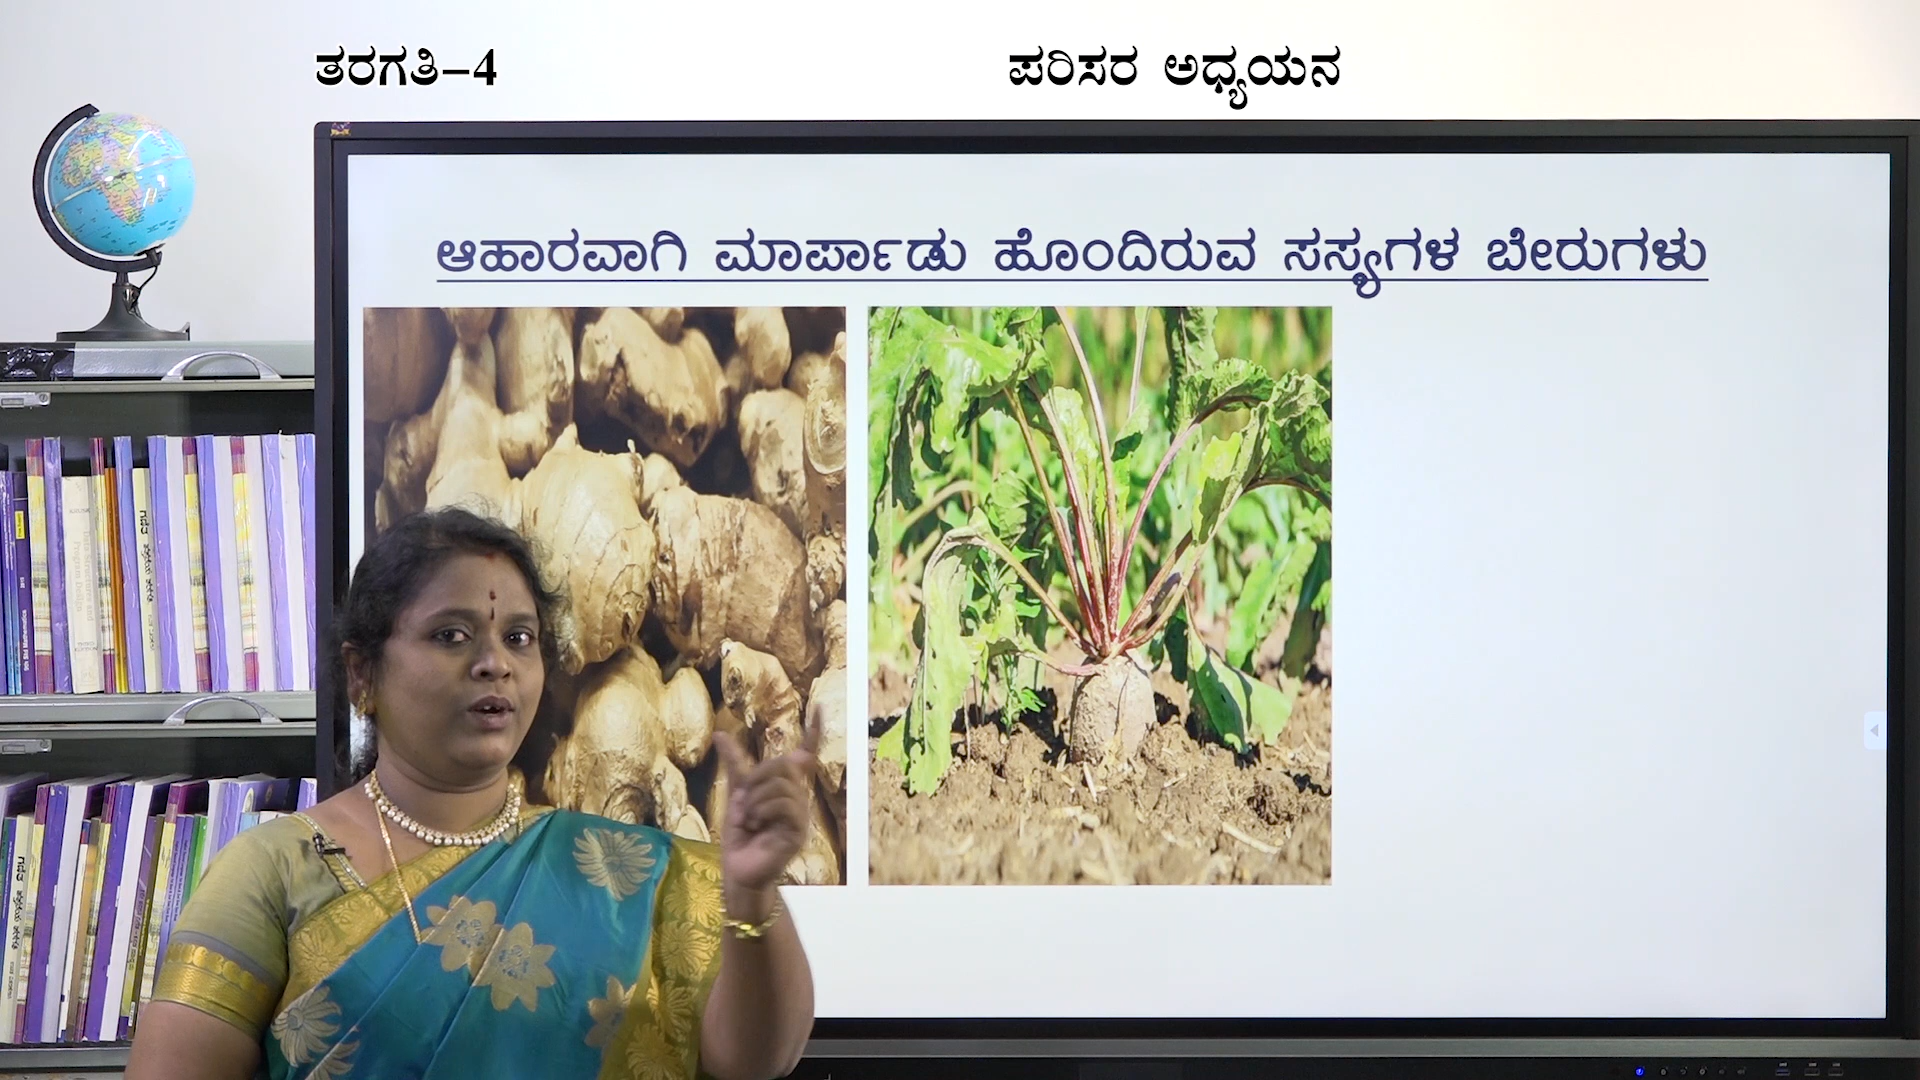 ತರಗತಿ-4
ಪರಿಸರ ಅಧ್ಯಯನ
ಆಹಾರವಾಗಿ ಮಾರ್ಪಾಡು ಹೊಂದಿರುವ ಸಸ್ಯಗಳ ಬೇರುಗಳು